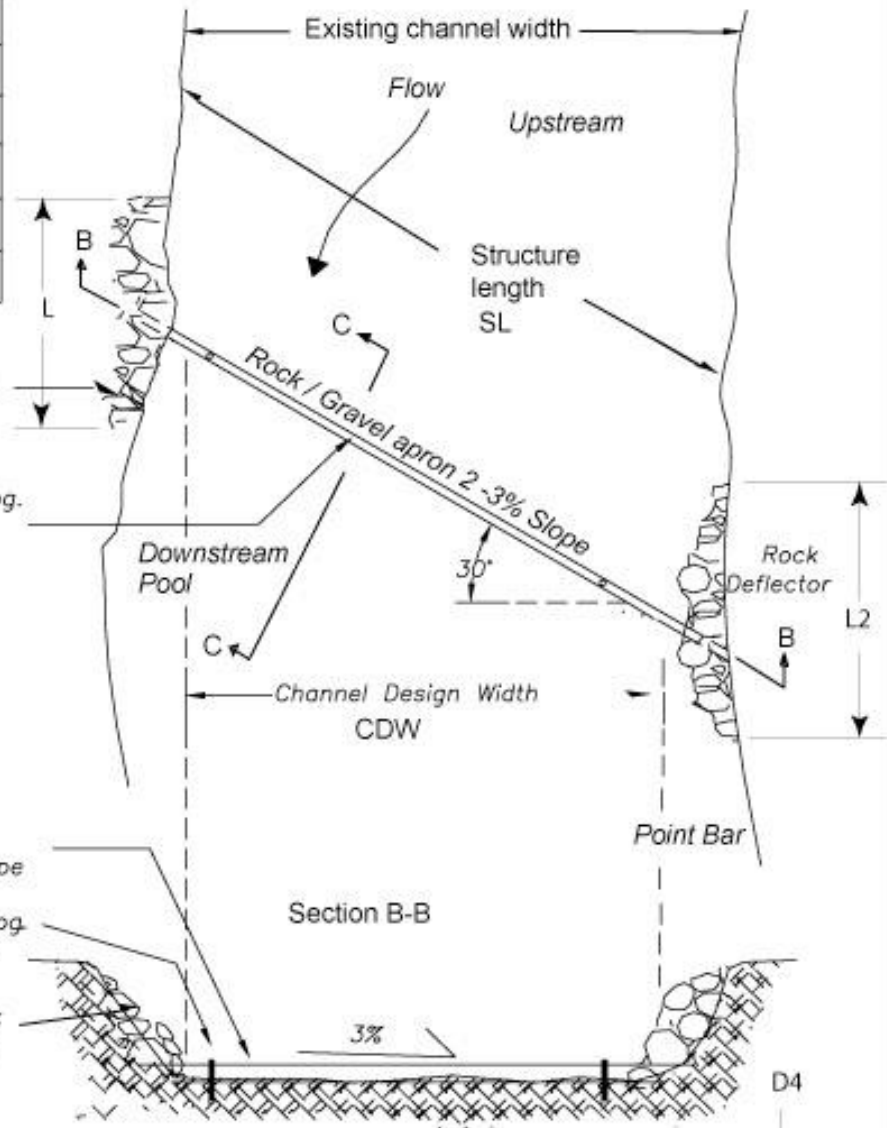 Existing channel width
Flow
Upstream
B
L
Structure
length
SL
C
Rock / Gravel apron 2 -3% Slope
Downstream
Pool
30°
Rock
Deflector
L2
C
B
Channel Design Width
CDW
Point Bar
Section B-B
3%
D4